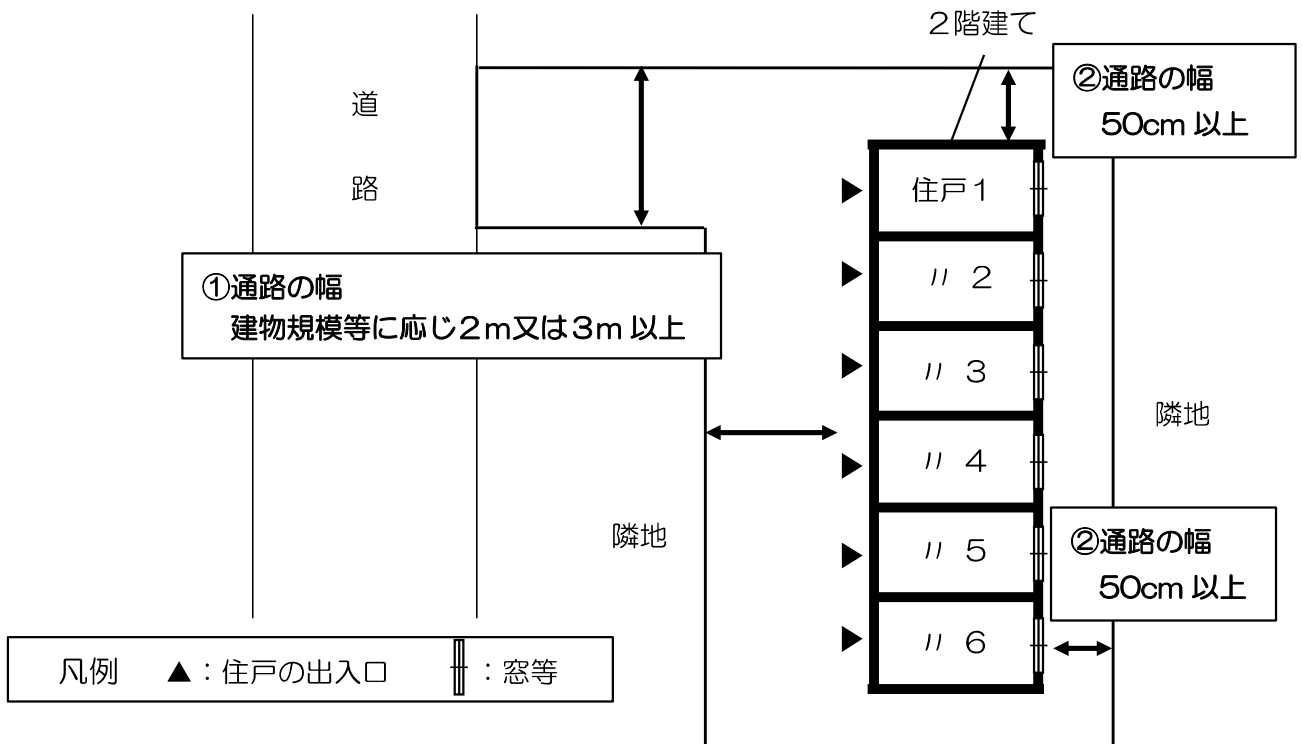 2階建て
②通路の幅
50cm 以上
道
路
住戸1
①通路の幅
建物規模等に応じ2m又は3m 以上
〃 2
〃 3
〃 4
〃 5
〃 6
隣地
隣地
②通路の幅
50cm 以上
凡例 ▲：住戸の出入口 ：窓等